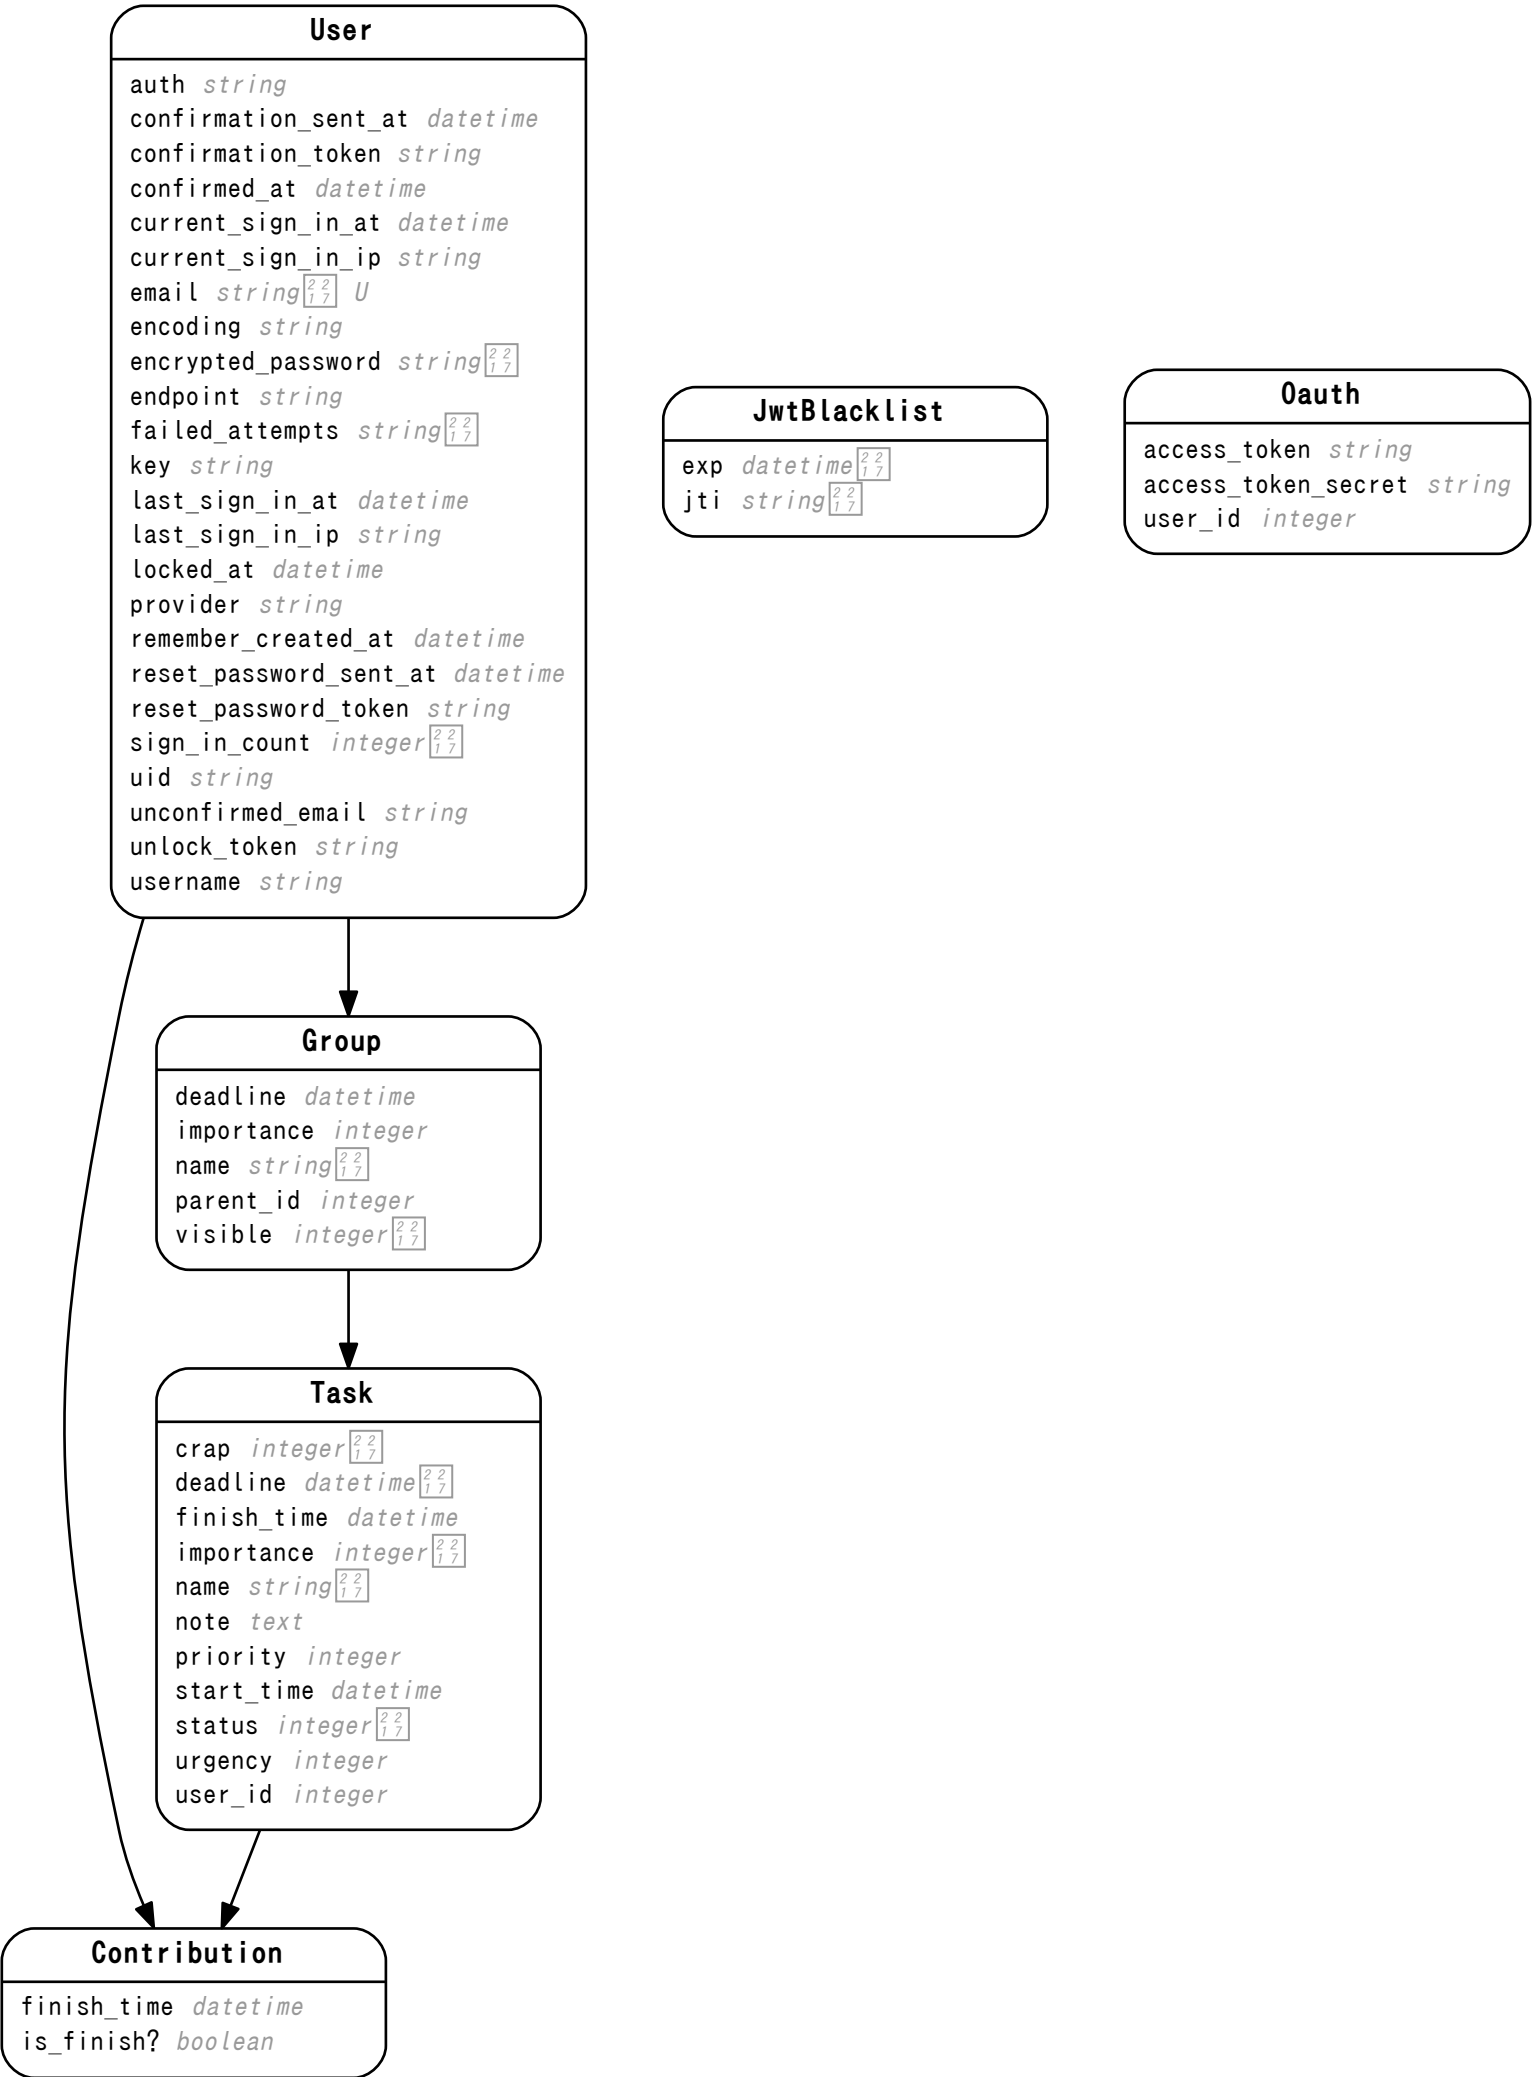 User
auth string
confirmation_sent_at datetime
confirmation_token string
confirmed_at datetime
current_sign_in_at datetime
current_sign_in_ip string
email string∗ U
encoding string
encrypted_password string∗
endpoint string
failed_attempts string∗
key string
last_sign_in_at datetime
last_sign_in_ip string
locked_at datetime
provider string
remember_created_at datetime
reset_password_sent_at datetime
reset_password_token string
sign_in_count integer∗
uid string
unconfirmed_email string
unlock_token string
username string
JwtBlacklist
exp datetime∗
jti string∗
Oauth
access_token string
access_token_secret string
user_id integer
Group
deadline datetime
importance integer
name string∗
parent_id integer
visible integer∗
Task
crap integer∗
deadline datetime∗
finish_time datetime
importance integer∗
name string∗
note text
priority integer
start_time datetime
status integer∗
urgency integer
user_id integer
Contribution
finish_time datetime
is_finish? boolean